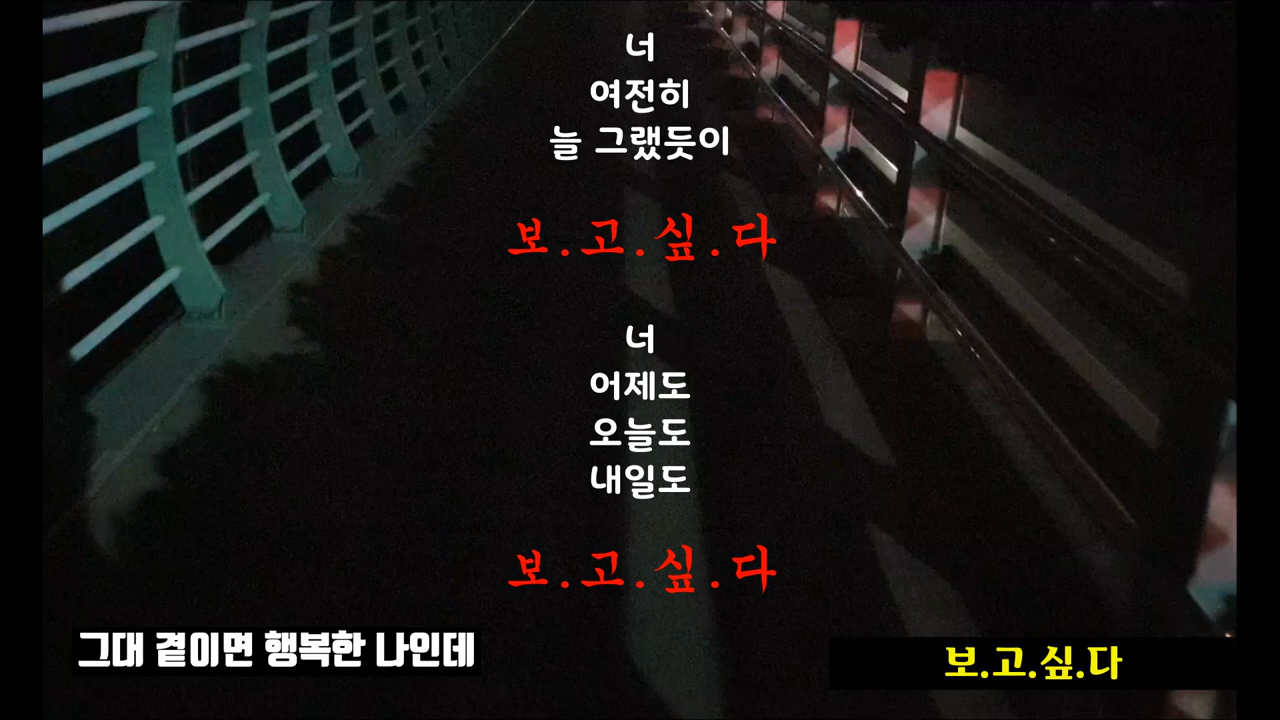 너
여전히
늘 그랬듯이
보.고.싶.다
너
어제도
오늘도
내일도
보.고.싶.다
그대 곁이면 행복한 나인데
보.고.싶.다